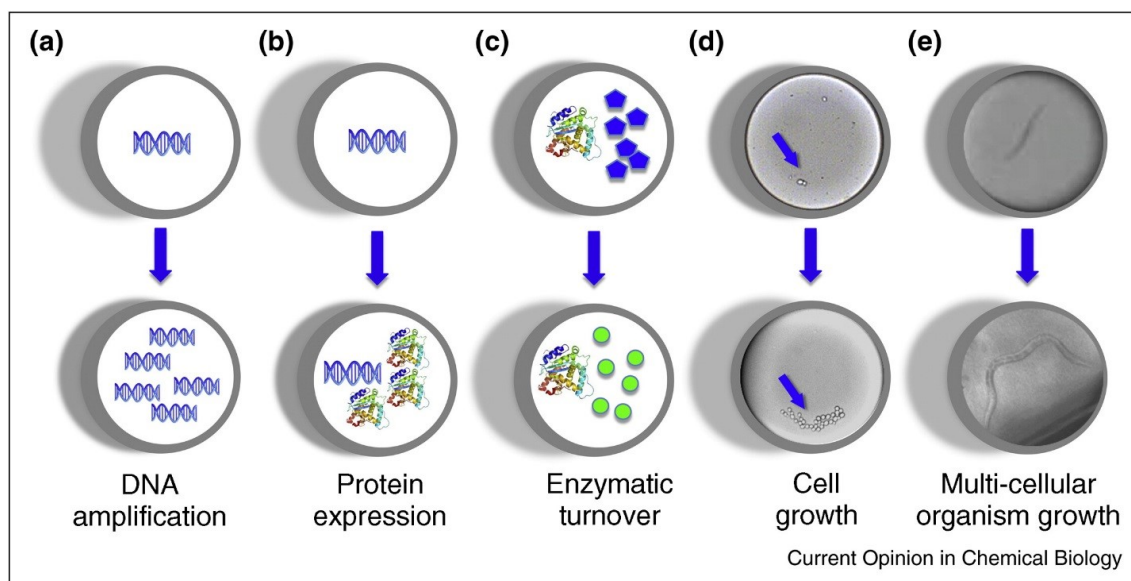 (a)
(b)
(c)
(d)
(e)
DNA
amplification
Protein
expression
Enzymatic
turnover
Cell
growth
Multi-cellular
organism growth
Current Opinion in Chemical Biology